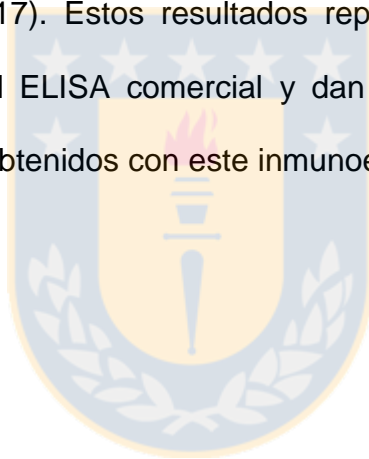 17). Estos resultados rep
ELISA comercial y dan
btenidos con este inmunoe